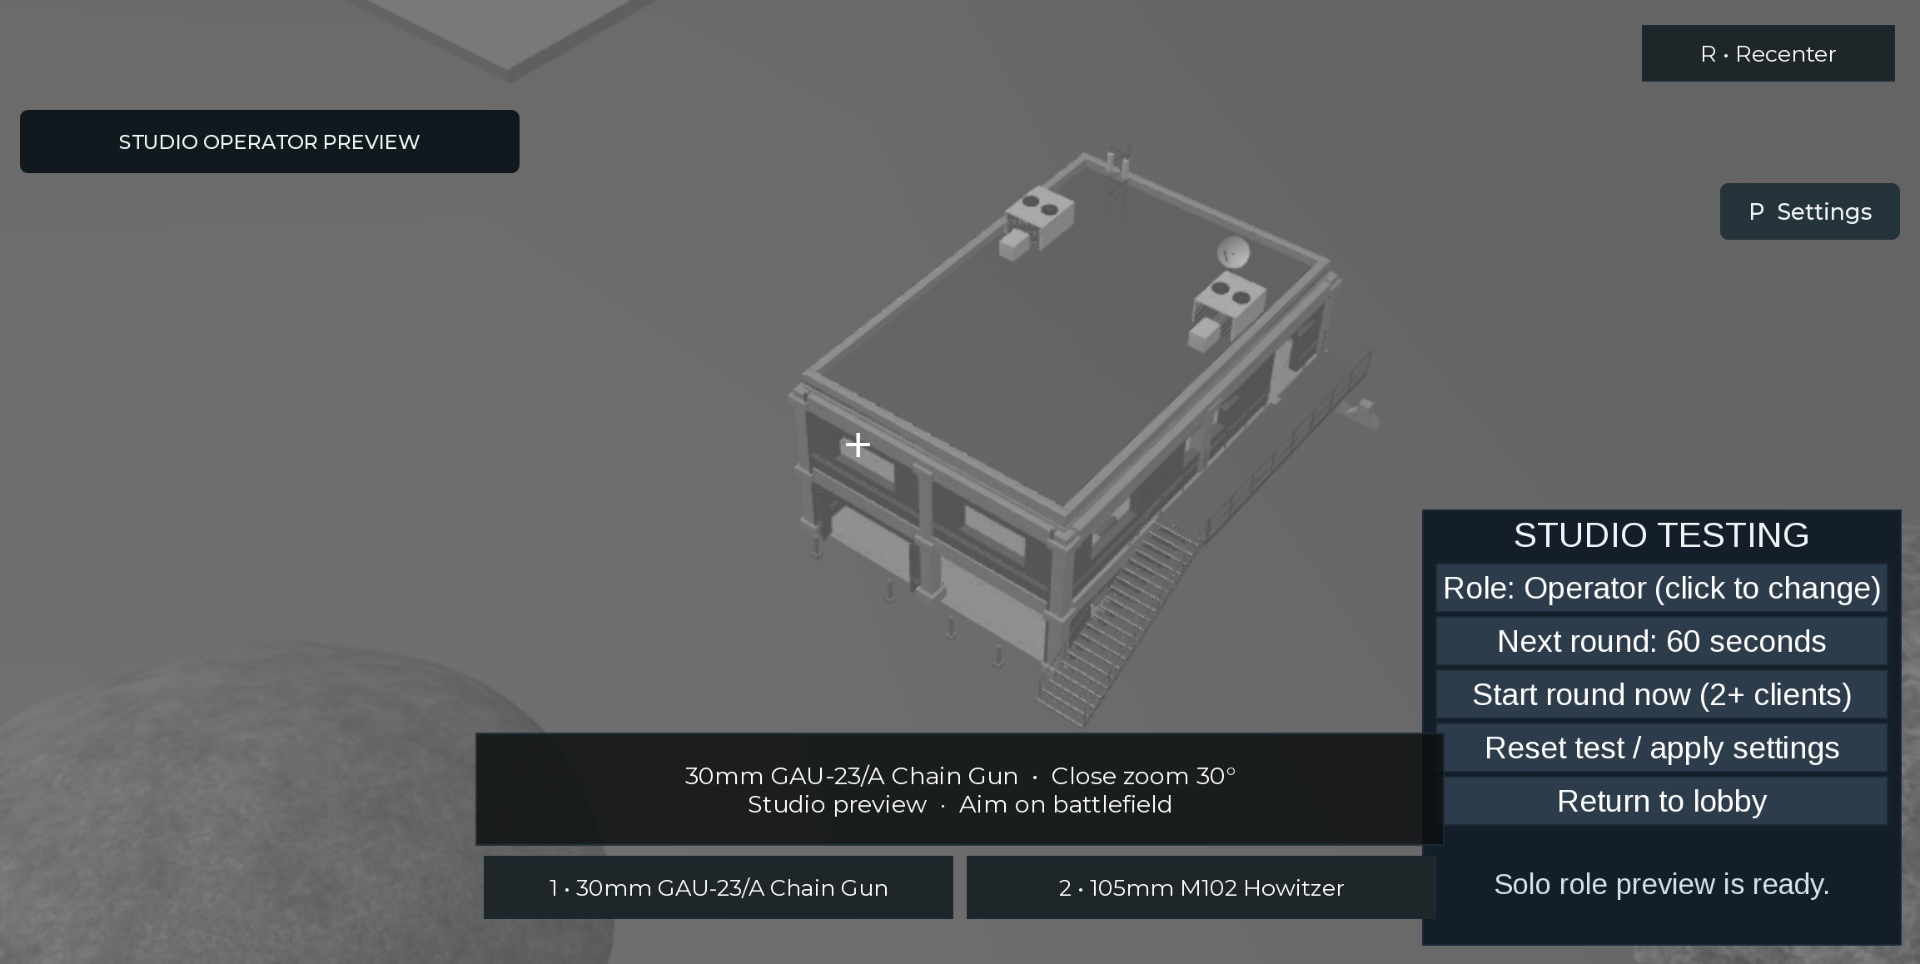 R • Recenter
STUDIO OPERATOR PREVIEW
P Settings
STUDIO TESTING
Role: Operator (click to change)
Next round: 60 seconds
Start round now (2+ clients)
Reset test / apply settings
Return to lobby
Solo role preview is ready.
30mm GAU-23/A Chain Gun • Close zoom 30°
Studio preview · Aim on battlefield
1 • 30mm GAU-23/A Chain Gun
2 • 105mm M102 Howitzer